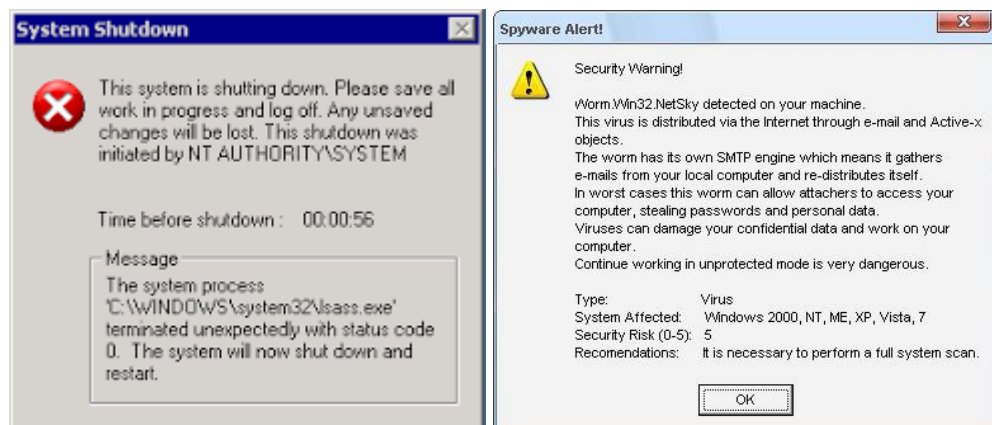 System Shutdown
This system is shutting down. Please save all
work in progress and log off. Any unsaved
changes will be lost. This shutdown was
initiated by NT AUTHORITY\SYSTEM
Time before shutdown : 00:00:56
Message
The system process
'C:\WINDOWS\system32\lsass.exe'
terminated unexpectedly with status code
0. The system will now shut down and
restart.
Spyware Alert!
Security Warning!
Worm.Win32.NetSky detected on your machine.
This virus is distributed via the Internet through e-mail and Active-x
objects.
The worm has its own SMTP engine which means it gathers
e-mails from your local computer and re-distributes itself.
In worst cases this worm can allow attachers to access your
computer, stealing passwords and personal data.
Viruses can damage your confidential data and work on your
computer.
Continue working in unprotected mode is very dangerous.
Type: Virus
System Affected: Windows 2000, NT, ME, XP, Vista, 7
Security Risk (0-5): 5
Recomendations: It is necessary to perform a full system scan.
OK